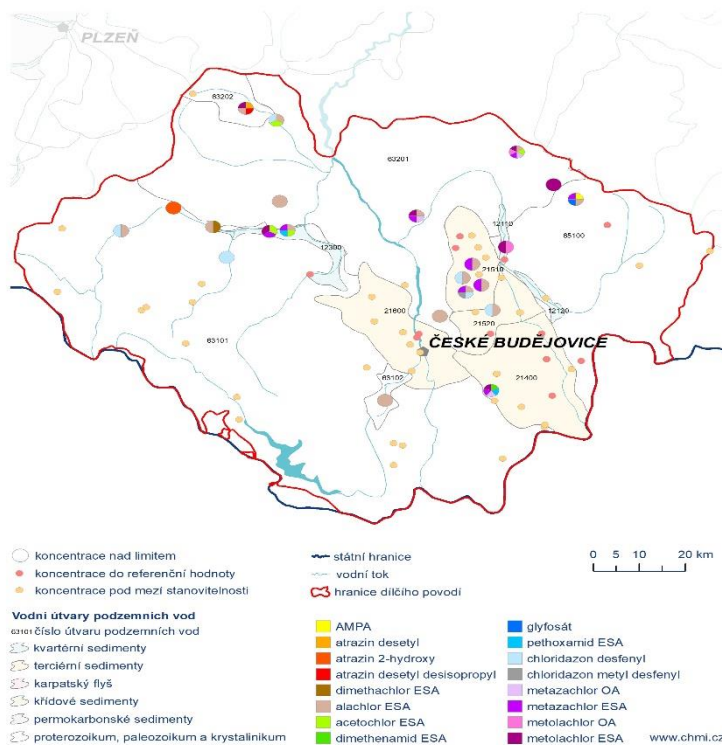 PLZEŇ
63202
63201
12300
12110
65100
21510
12120
21600
21520
ČESKÉ BUDĚJOVICE
63101
63102
21400
koncentrace nad limitem
koncentrace do referenční hodnoty
koncentrace pod mezí stanovitelnosti
státní hranice
vodní tok
hranice dílčího povodí
0 5 10 20 km
Vodní útvary podzemních vod
63101 číslo útvaru podzemních vod
kvartérní sedimenty
terciérní sedimenty
karpatský flyš
křídové sedimenty
permokarbonské sedimenty
proterozoikum, paleozoikum a krystalinikum
AMPA
atrazin desetyl
atrazin 2-hydroxy
atrazin desetyl desisopropyl
dimethachlor ESA
alachlor ESA
acetochlor ESA
dimethenamid ESA
glyfosát
pethoxamid ESA
chloridazon desfenyl
chloridazon metyl desfenyl
metazachlor OA
metazachlor ESA
metolachlor OA
metolachlor ESA
www.chmi.cz